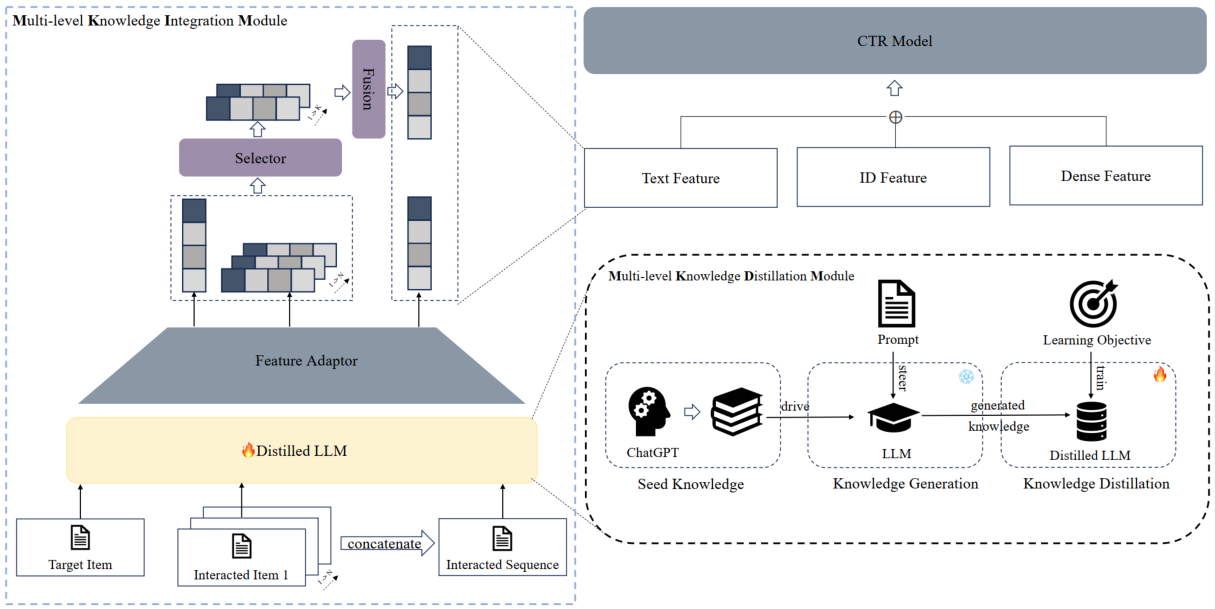 Multi-level Knowledge Integration Module
Fusion
1 → K
Selector
1 → N
Feature Adaptor
Distilled LLM
Target Item
Interacted Item 1
1 → N
concatenate
Interacted Sequence
CTR Model
Text Feature
ID Feature
Dense Feature
Multi-level Knowledge Distillation Module
Prompt
Learning Objective
steer
train
ChatGPT
drive
LLM
generated
knowledge
Distilled LLM
Seed Knowledge
Knowledge Generation
Knowledge Distillation